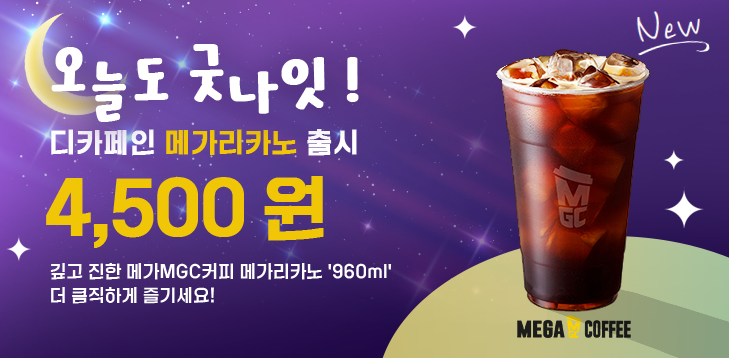 New
오늘도 굿나잇!
디카페인 메가리카노 출시
4,500 원
깊고 진한 메가MGC커피 메가리카노 '960ml'
더 큼직하게 즐기세요!
M
GC
MEGA MGC COFFEE